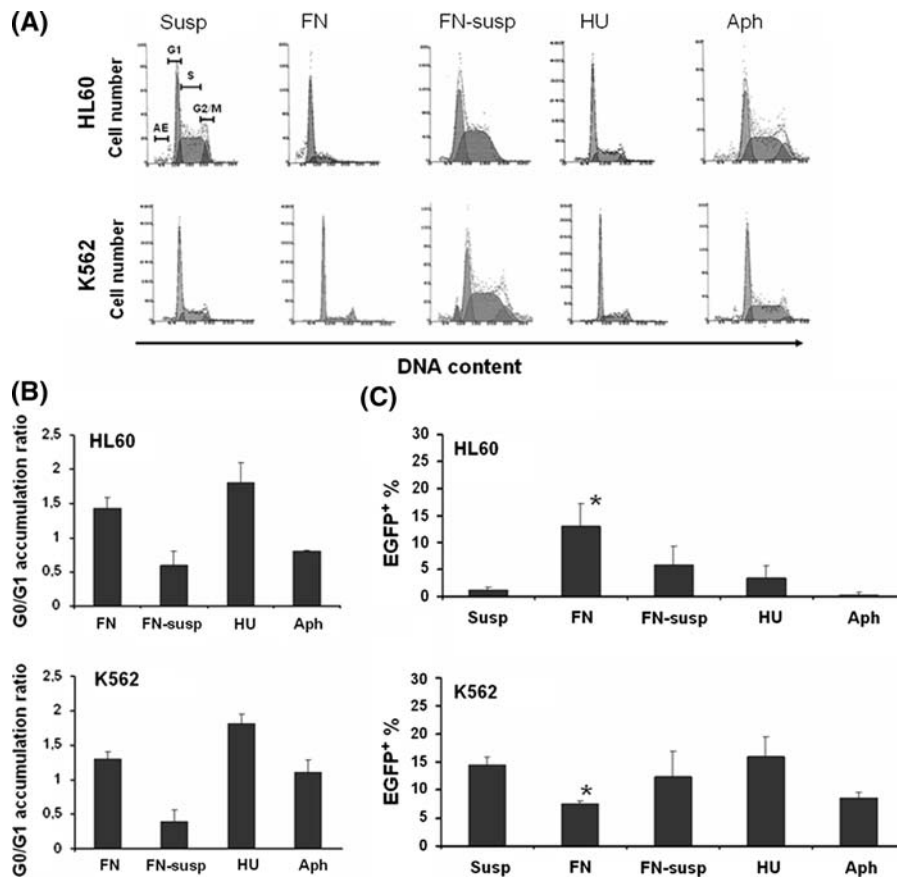 (A)
Susp FN FN-susp HU Aph
HL60
Cell number
G1
S
G2/M
AE
K562
Cell number
DNA content
(B)
G0/G1 accumulation ratio
2,5
2
1,5
1
0,5
0
HL60
FN FN-susp HU Aph
G0/G1 accumulation ratio
2,5
2
1,5
1
0,5
0
K562
FN FN-susp HU Aph
(C)
EGFP+ %
30
25
20
15
10
5
0
HL60
*
Susp FN FN-susp HU Aph
EGFP+ %
30
25
20
15
10
5
0
K562
*
Susp FN FN-susp HU Aph